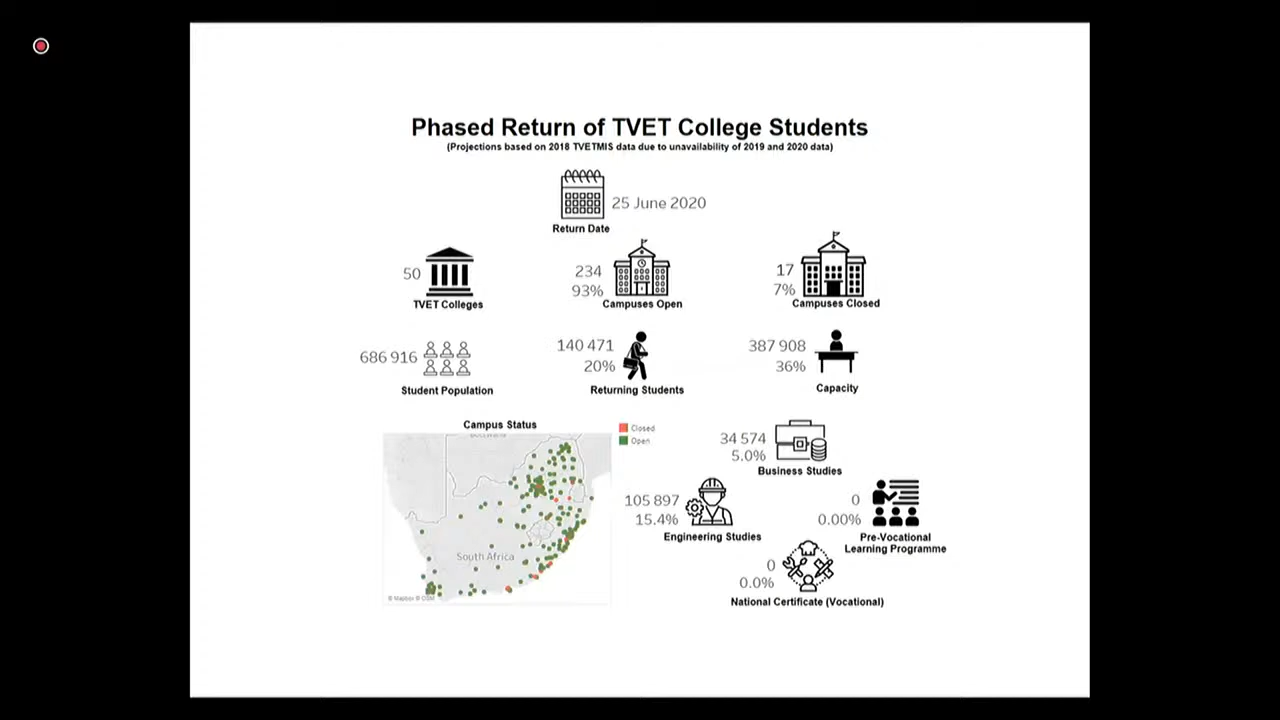 Phased Return of TVET College Students
(Projections based on 2018 TVETMIS data due to unavailability of 2019 and 2020 data)
25 June 2020
Return Date
50
TVET Colleges
234
93%
Campuses Open
17
7%
Campuses Closed
686 916
Student Population
140 471
20%
Returning Students
387 908
36%
Capacity
Campus Status
Closed
Open
Botswana
South Africa
© Mapbox © OSM
34 574
5.0%
Business Studies
105 897
15.4%
Engineering Studies
0
0.00%
Pre-Vocational
Learning Programme
0
0.0%
National Certificate (Vocational)